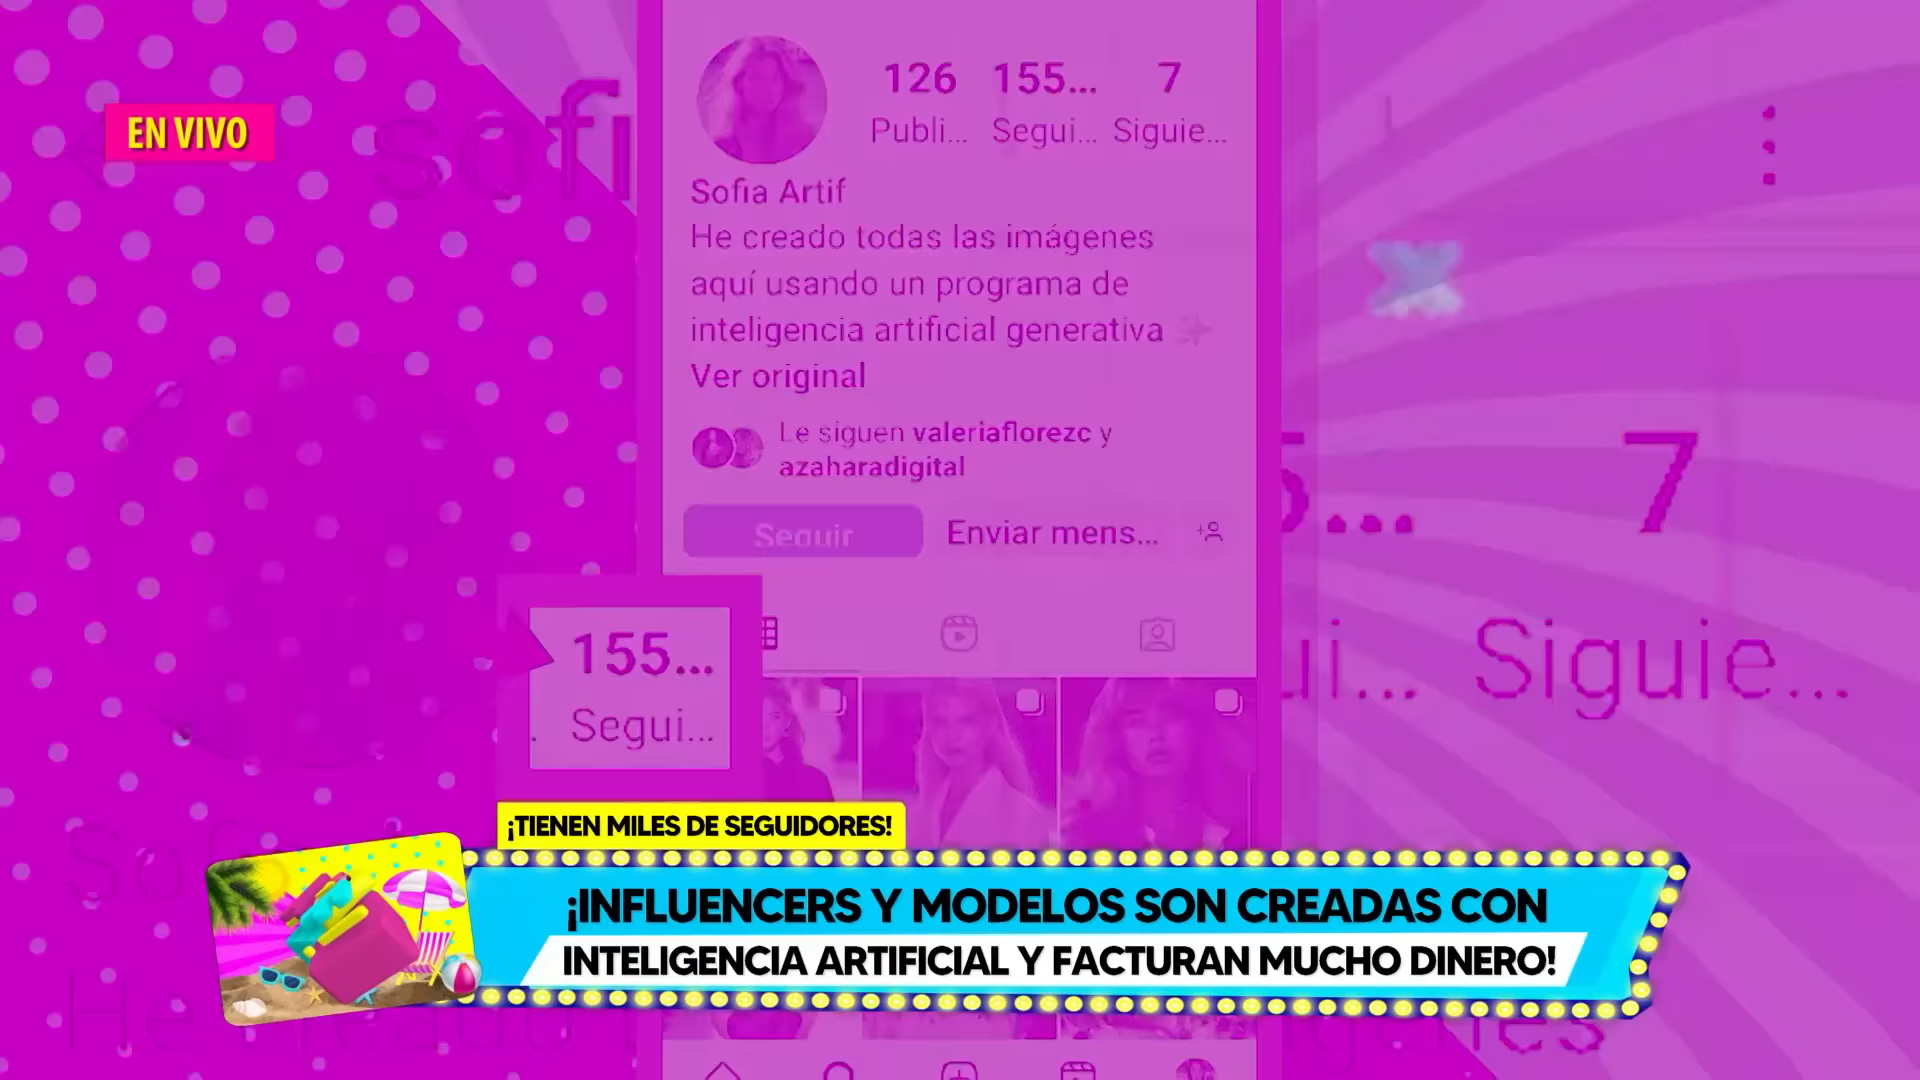 EN VIVO
sofi
126 155... 7
Publi... Segui... Siguie...
Sofia Artif
He creado todas las imágenes
aquí usando un programa de
inteligencia artificial generativa
Ver original
Le siguen valeriaflorezc y
azaharadigital
Seguir Enviar mens...
7
155...
. Segui...
ui... Siguie...
¡TIENEN MILES DE SEGUIDORES!
¡INFLUENCERS Y MODELOS SON CREADAS CON
INTELIGENCIA ARTIFICIAL Y FACTURAN MUCHO DINERO!